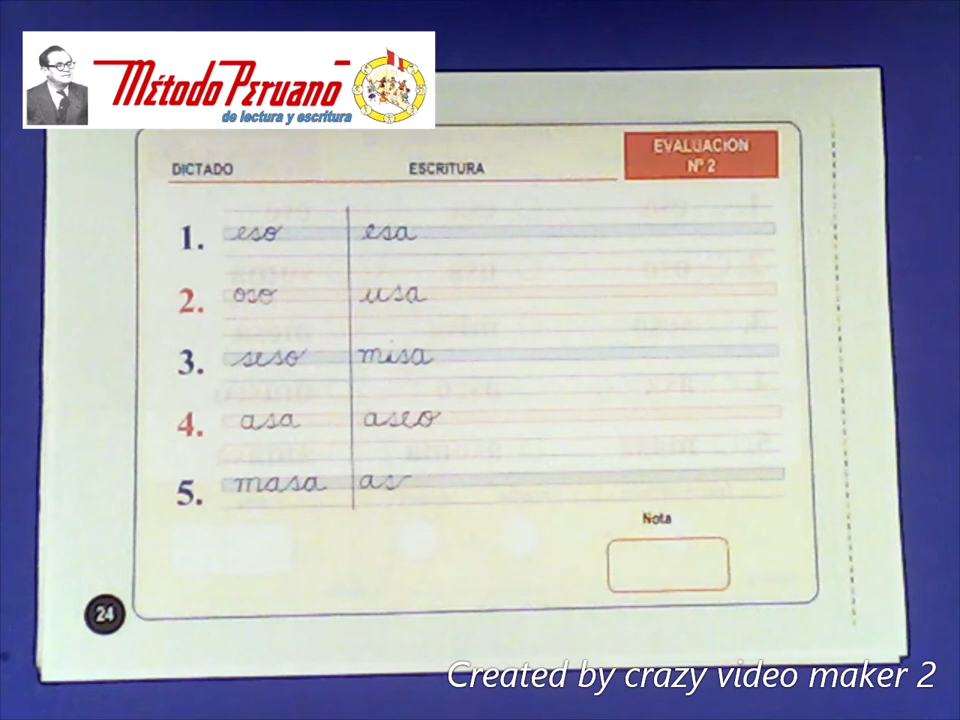 Método Peruano
de lectura y escritura
EVALUACIÓN
Nº 2
DICTADO ESCRITURA
1. eso esa
2. oso usa
3. seso misa
4. asa aseo
5. masa as
Nota
24
Created by crazy video maker 2